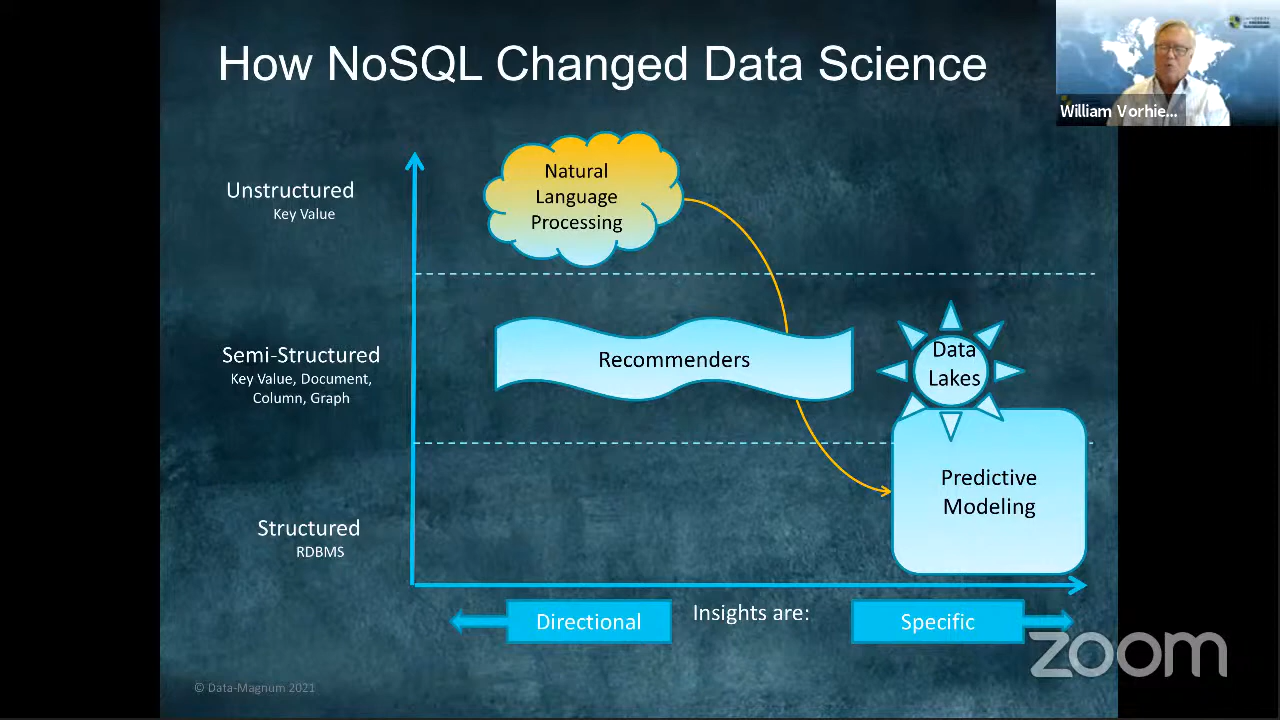 How NoSQL Changed Data Science
William Vorhie...
Unstructured
Key Value
Natural
Language
Processing
Semi-Structured
Key Value, Document,
Column, Graph
Recommenders
Data
Lakes
Structured
RDBMS
Predictive
Modeling
Directional
Insights are:
Specific
zoom
© Data-Magnum 2021